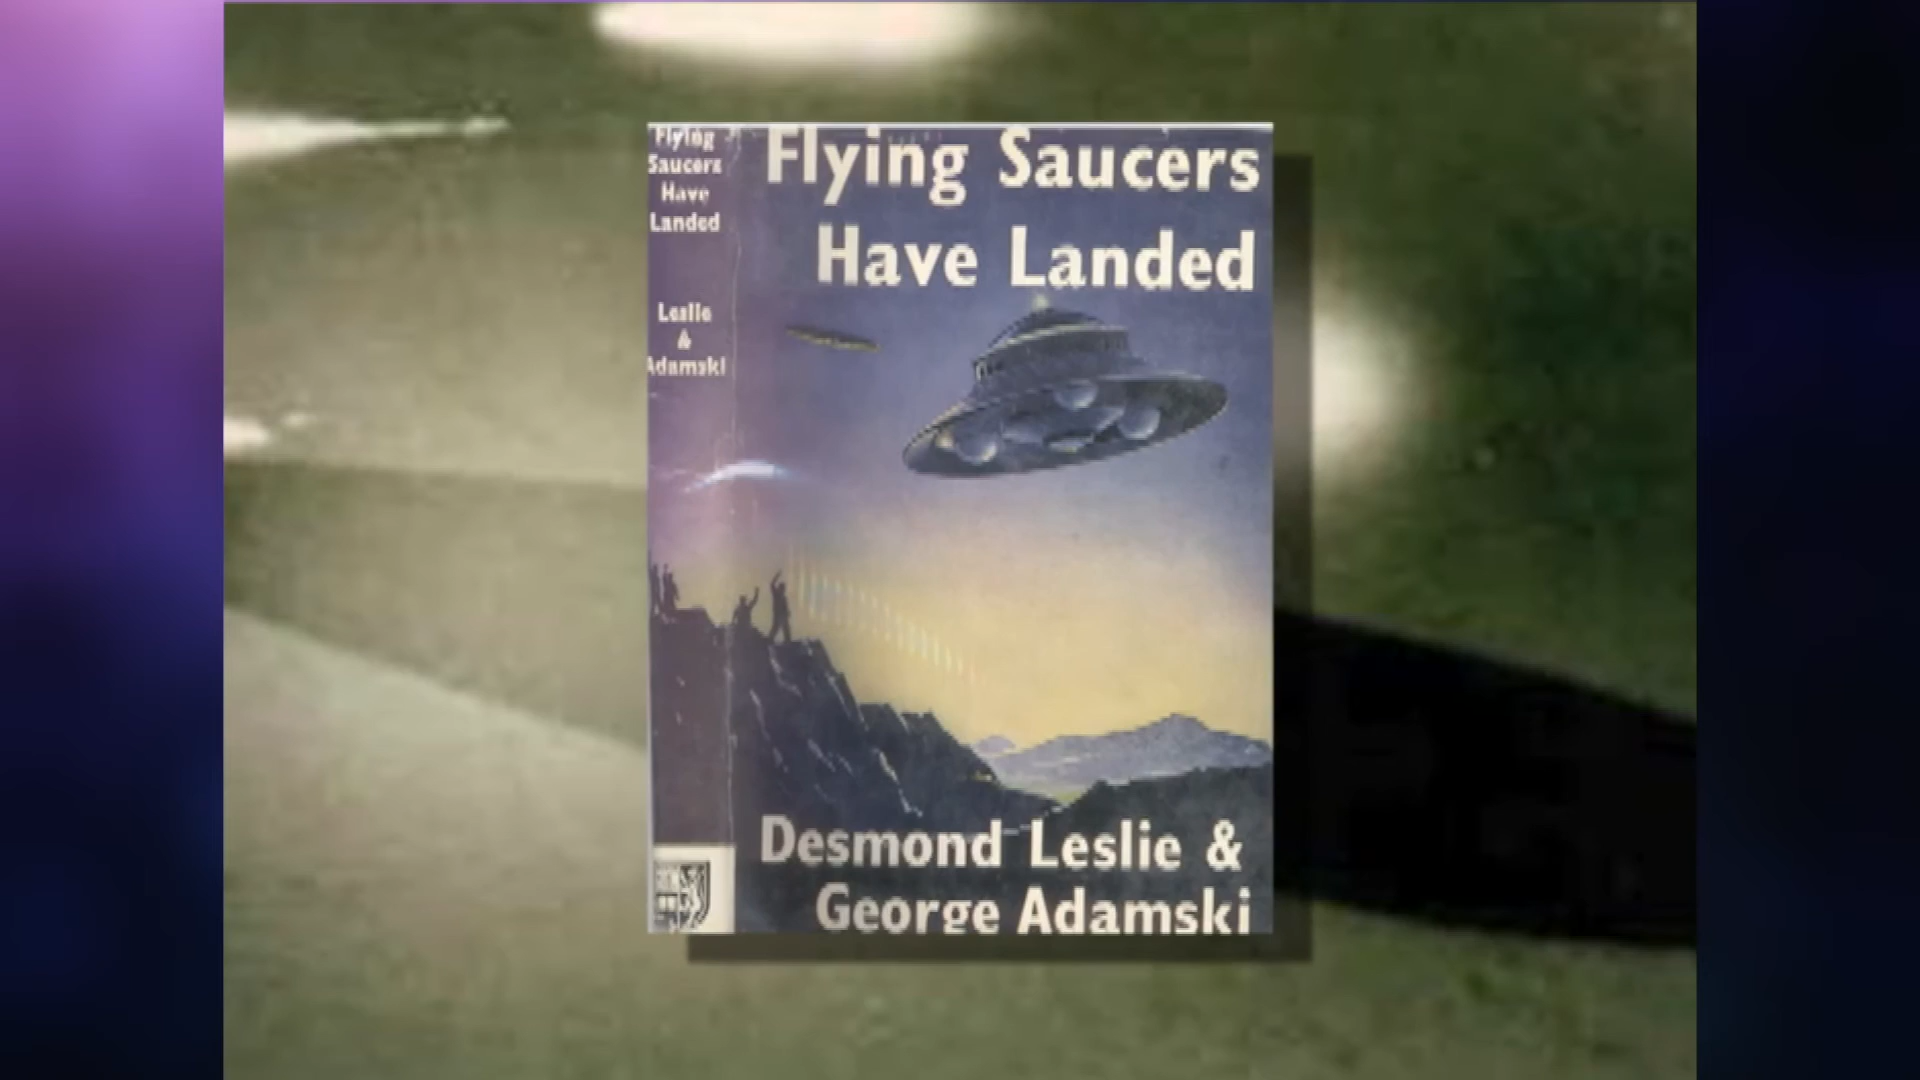 Flying
Saucers
Have
Landed
Leslie
&
Adamski
Flying Saucers
Have Landed
Desmond Leslie &
George Adamski